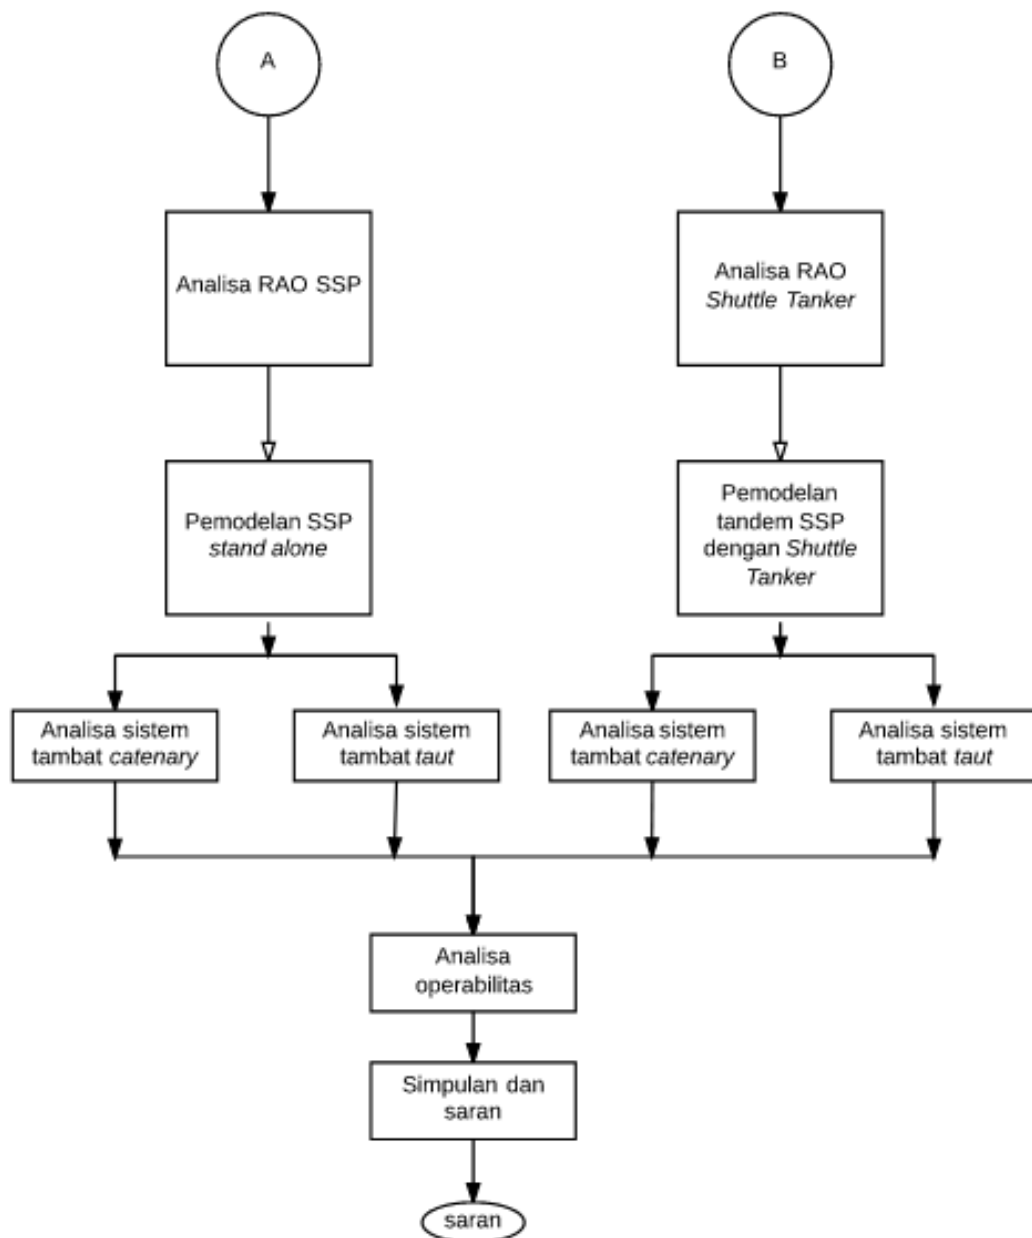 A
B
Analisa RAO SSP
Analisa RAO
Shuttle Tanker
Pemodelan SSP
stand alone
Pemodelan
tandem SSP
dengan Shuttle
Tanker
Analisa sistem
tambat catenary
Analisa sistem
tambat taut
Analisa sistem
tambat catenary
Analisa sistem
tambat taut
Analisa
operabilitas
Simpulan dan
saran
saran